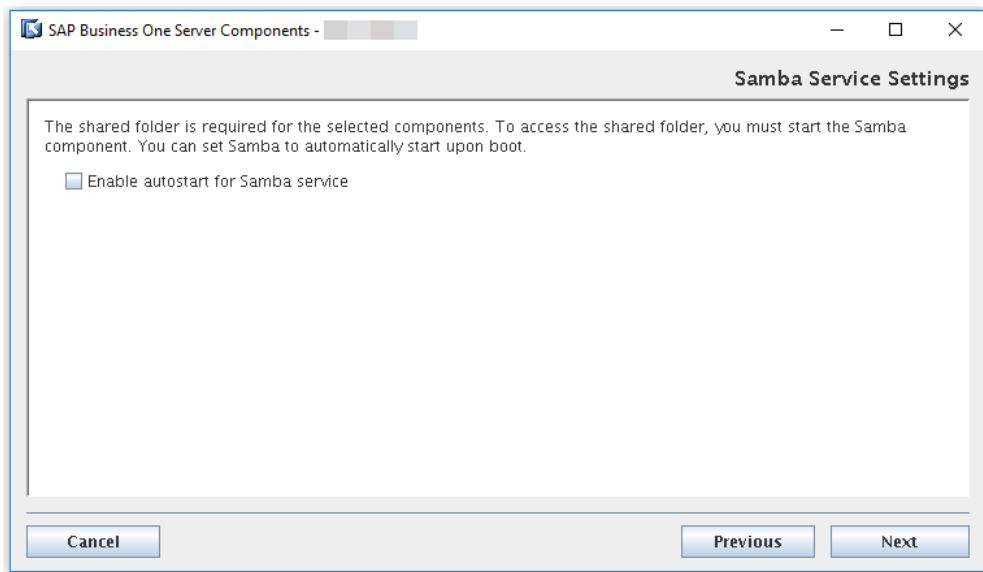 SAP Business One Server Components -
Samba Service Settings
The shared folder is required for the selected components. To access the shared folder, you must start the Samba
component. You can set Samba to automatically start upon boot.
Enable autostart for Samba service
Cancel
Previous
Next